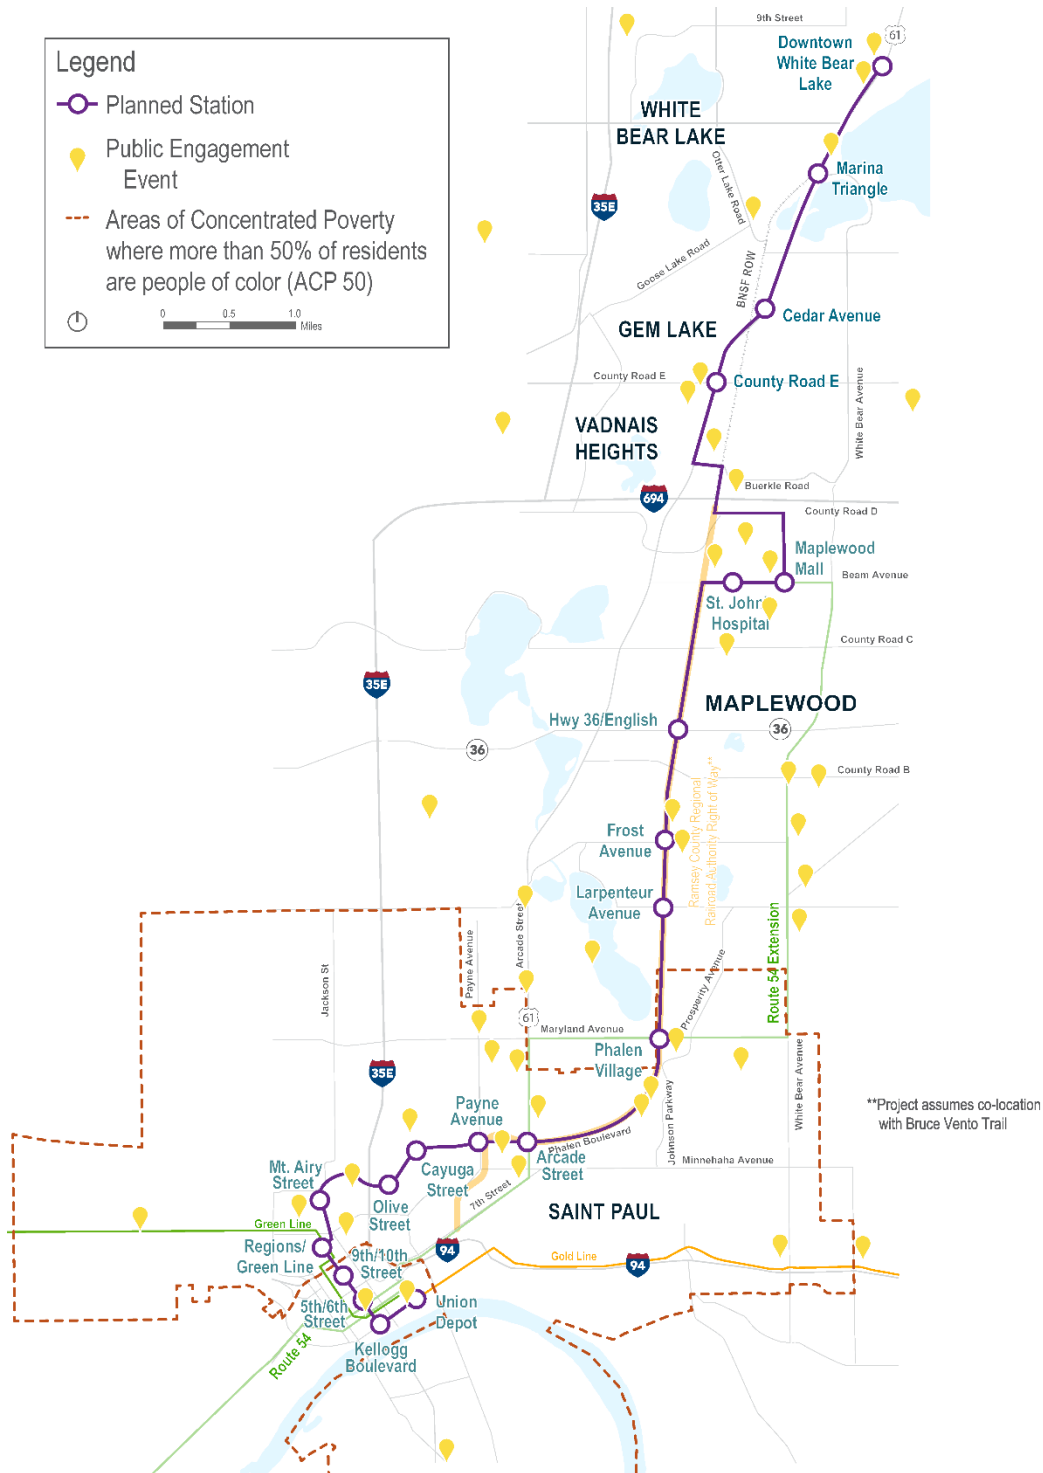 Legend
Planned Station
Public Engagement
Event
Areas of Concentrated Poverty
where more than 50% of residents
are people of color (ACP 50)
0 0.5 1.0
Miles
9th Street
61
Downtown
White Bear
Lake
WHITE
BEAR LAKE
Otter Lake Road
Marina
Triangle
35E
Goose Lake Road
BNSF ROW
Cedar Avenue
GEM LAKE
County Road E
County Road E
White Bear Avenue
VADNAIS
HEIGHTS
Buerkle Road
694
County Road D
Maplewood
Mall
Beam Avenue
St. John'
Hospital
County Road C
35E
MAPLEWOOD
Hwy 36/English
36
36
County Road B
Ramsey County Regional
Railroad Authority Right of Way**
Frost
Avenue
Larpenteur
Avenue
Arcade Street
Payne Avenue
Jackson St
Prosperity Avenue
Route 54 Extension
61
Maryland Avenue
Phalen
Village
35E
White Bear Avenue
Johnson Parkway
**Project assumes co-location
with Bruce Vento Trail
Payne
Avenue
Phalen Boulevard
Arcade
Street
Minnehaha Avenue
Mt. Airy
Street
Cayuga
Street
Olive
Street
7th Street
SAINT PAUL
Green Line
Regions/
Green Line
9th/10th
Street
94
Gold Line
94
5th/6th
Street
Union
Depot
Kellogg
Boulevard
Route 54